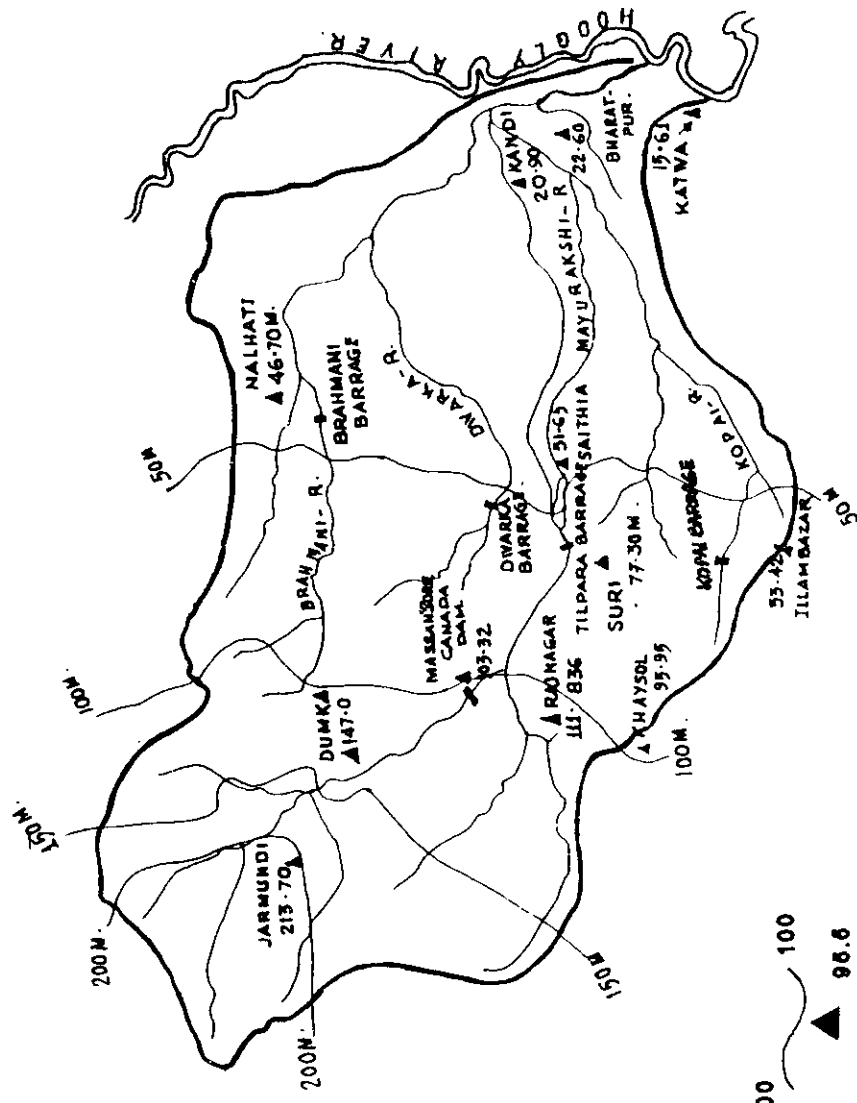 HOOGLY RIVER
NALHATI
46·70 M.
BRAHMANI
BARRAGE
50M
BRAHMANI-R.
DWARKA-R.
KANDI
20·90
22·60
BHARAT-
PUR.
15·61
KATWA
MAYURAKSHI-R
51·65
SAITHIA
DWARKA
BARRAGE
TILPARA BARRAGE
SURI
77·30M.
KOPAI BARRAGE
KOPAI-R.
50M
53·42
ILLAMBAZAR
MASSANJORE
CANADA
DAM
103·32
RAJNAGAR
111·836
KHAYSOL
95·95
100M.
100M.
DUMKA
147·0
150M.
150M
JARMUNDI
213·70
200M.
200M.
100
98.6